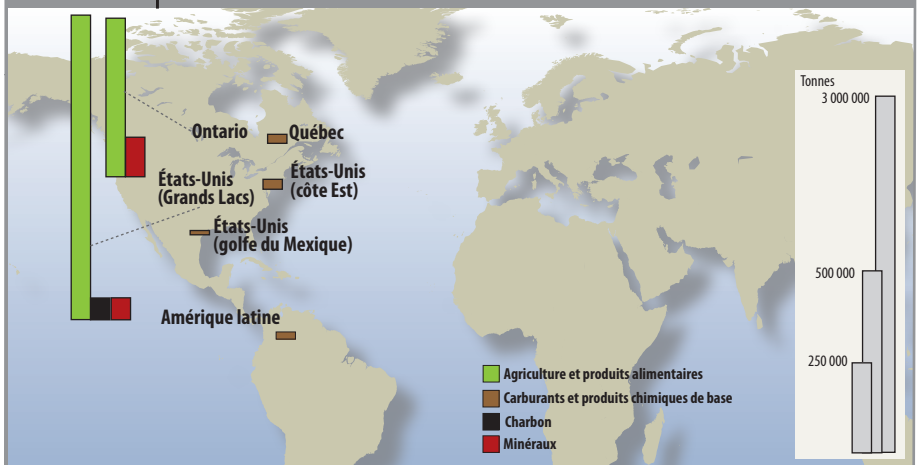 Tonnes
3 000 000
Ontario
Québec
États-Unis
(Grands Lacs)
États-Unis
(côte Est)
États-Unis
(golfe du Mexique)
500 000
Amérique latine
250 000
Agriculture et produits alimentaires
Carburants et produits chimiques de base
Charbon
Minéraux